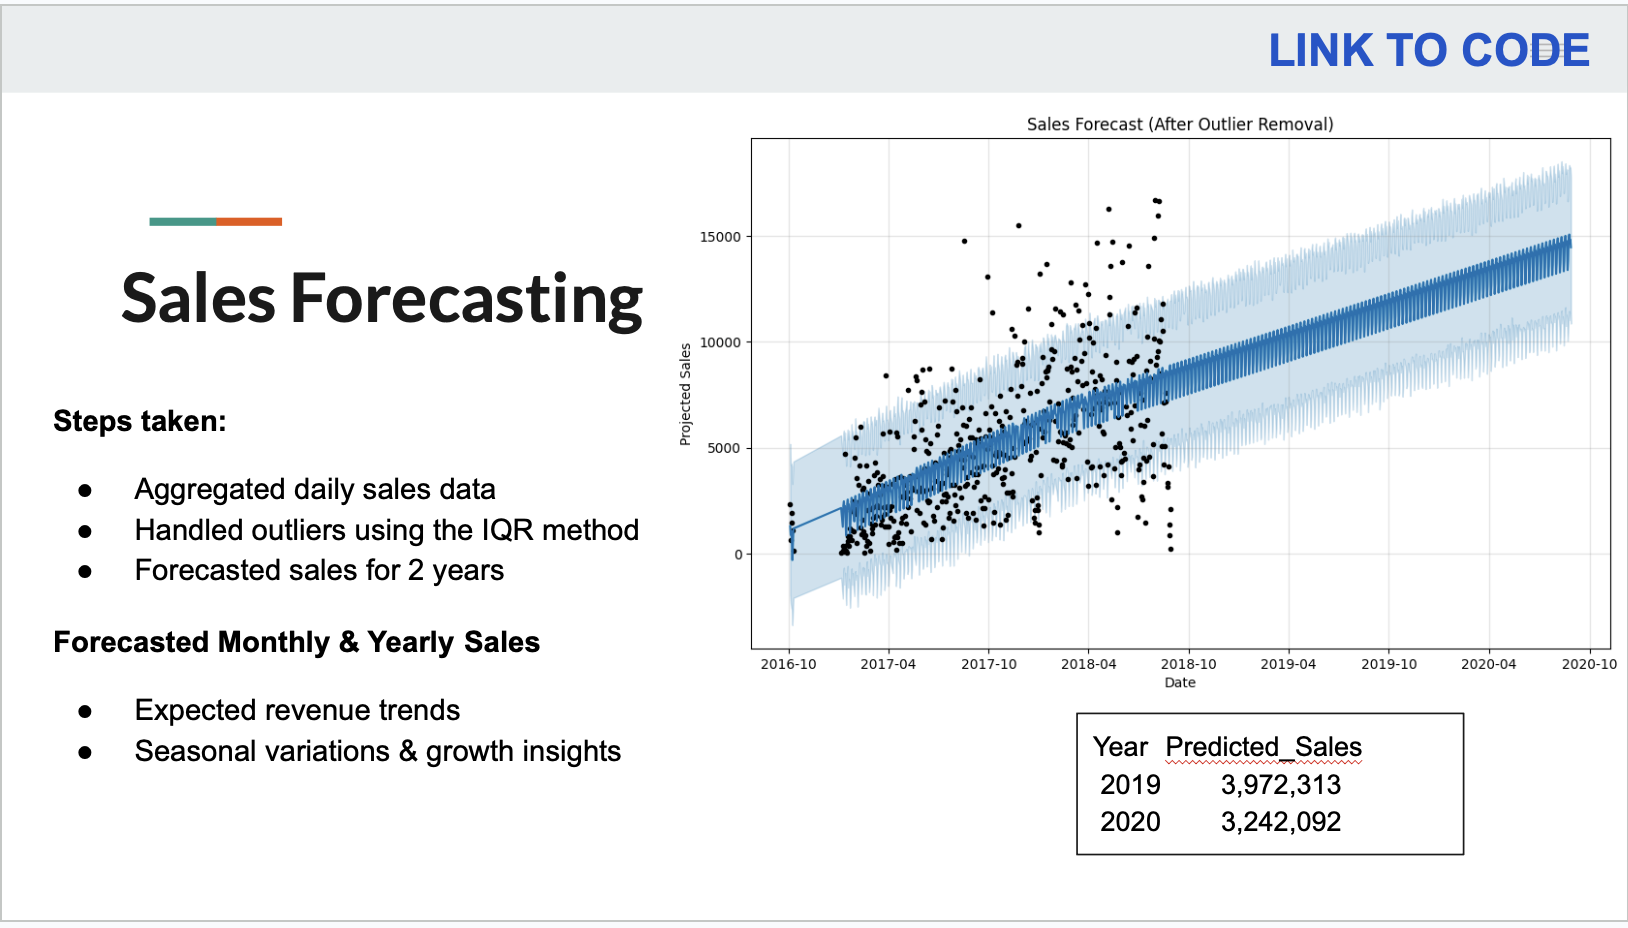 LINK TO CODE
Sales Forecasting
Steps taken:
● Aggregated daily sales data
● Handled outliers using the IQR method
● Forecasted sales for 2 years
Forecasted Monthly & Yearly Sales
● Expected revenue trends
● Seasonal variations & growth insights
Sales Forecast (After Outlier Removal)
Projected Sales
15000
10000
5000
0
2016-10 2017-04 2017-10 2018-04 2018-10 2019-04 2019-10 2020-04 2020-10
Date
Year Predicted_Sales
2019 3,972,313
2020 3,242,092